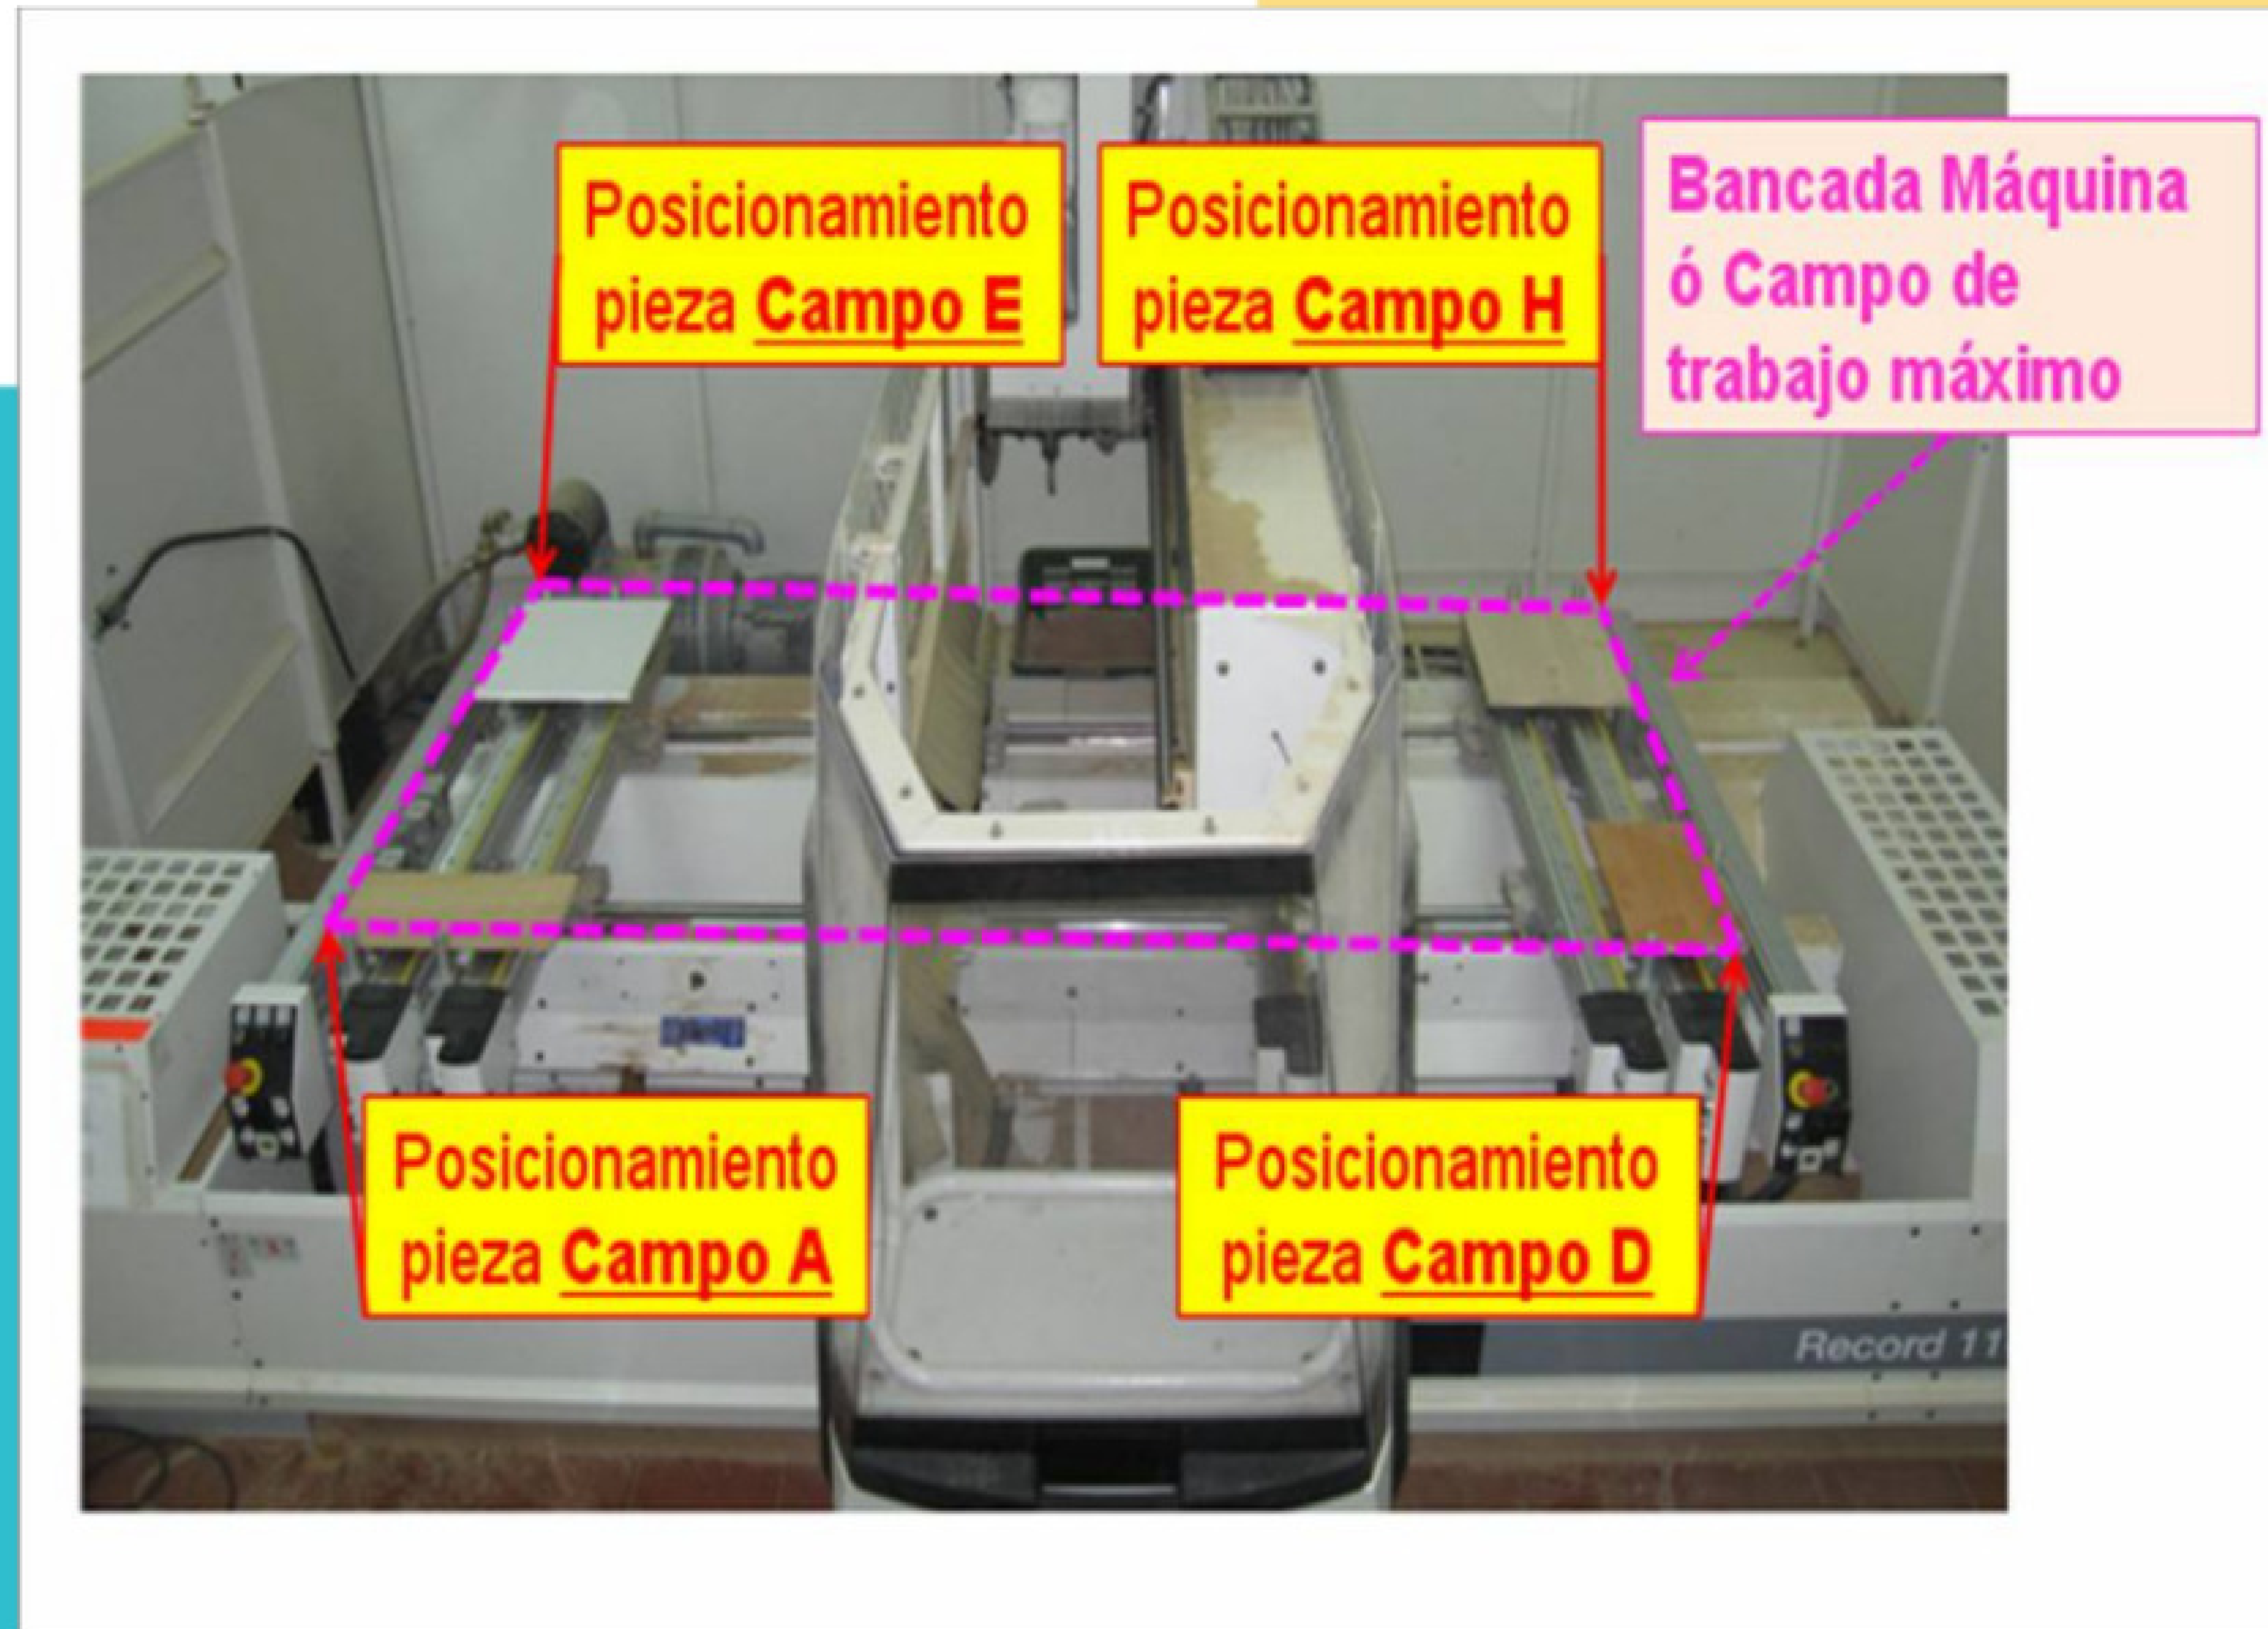 Posicionamiento
pieza Campo E
Posicionamiento
pieza Campo H
Bancada Máquina
ó Campo de
trabajo máximo
Posicionamiento
pieza Campo A
Posicionamiento
pieza Campo D
Record 11